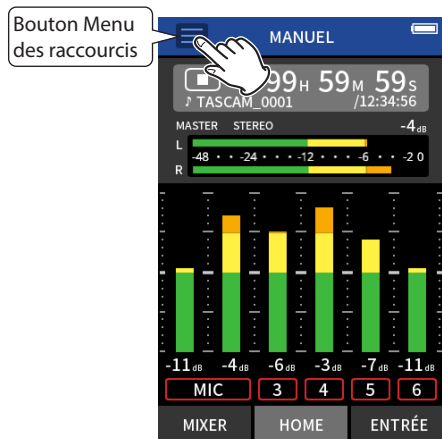 Bouton Menu
des raccourcis
MANUEL
99H 59M 59S
♪ TASCAM_0001 /12:34:56
MASTER STEREO -4dB
L
-48 · · -24 · · · -12 · · · -6 · · -2 0
R
-11dB -4dB -6dB -3dB -7dB -11dB
MIC 3 4 5 6
MIXER HOME ENTRÉE